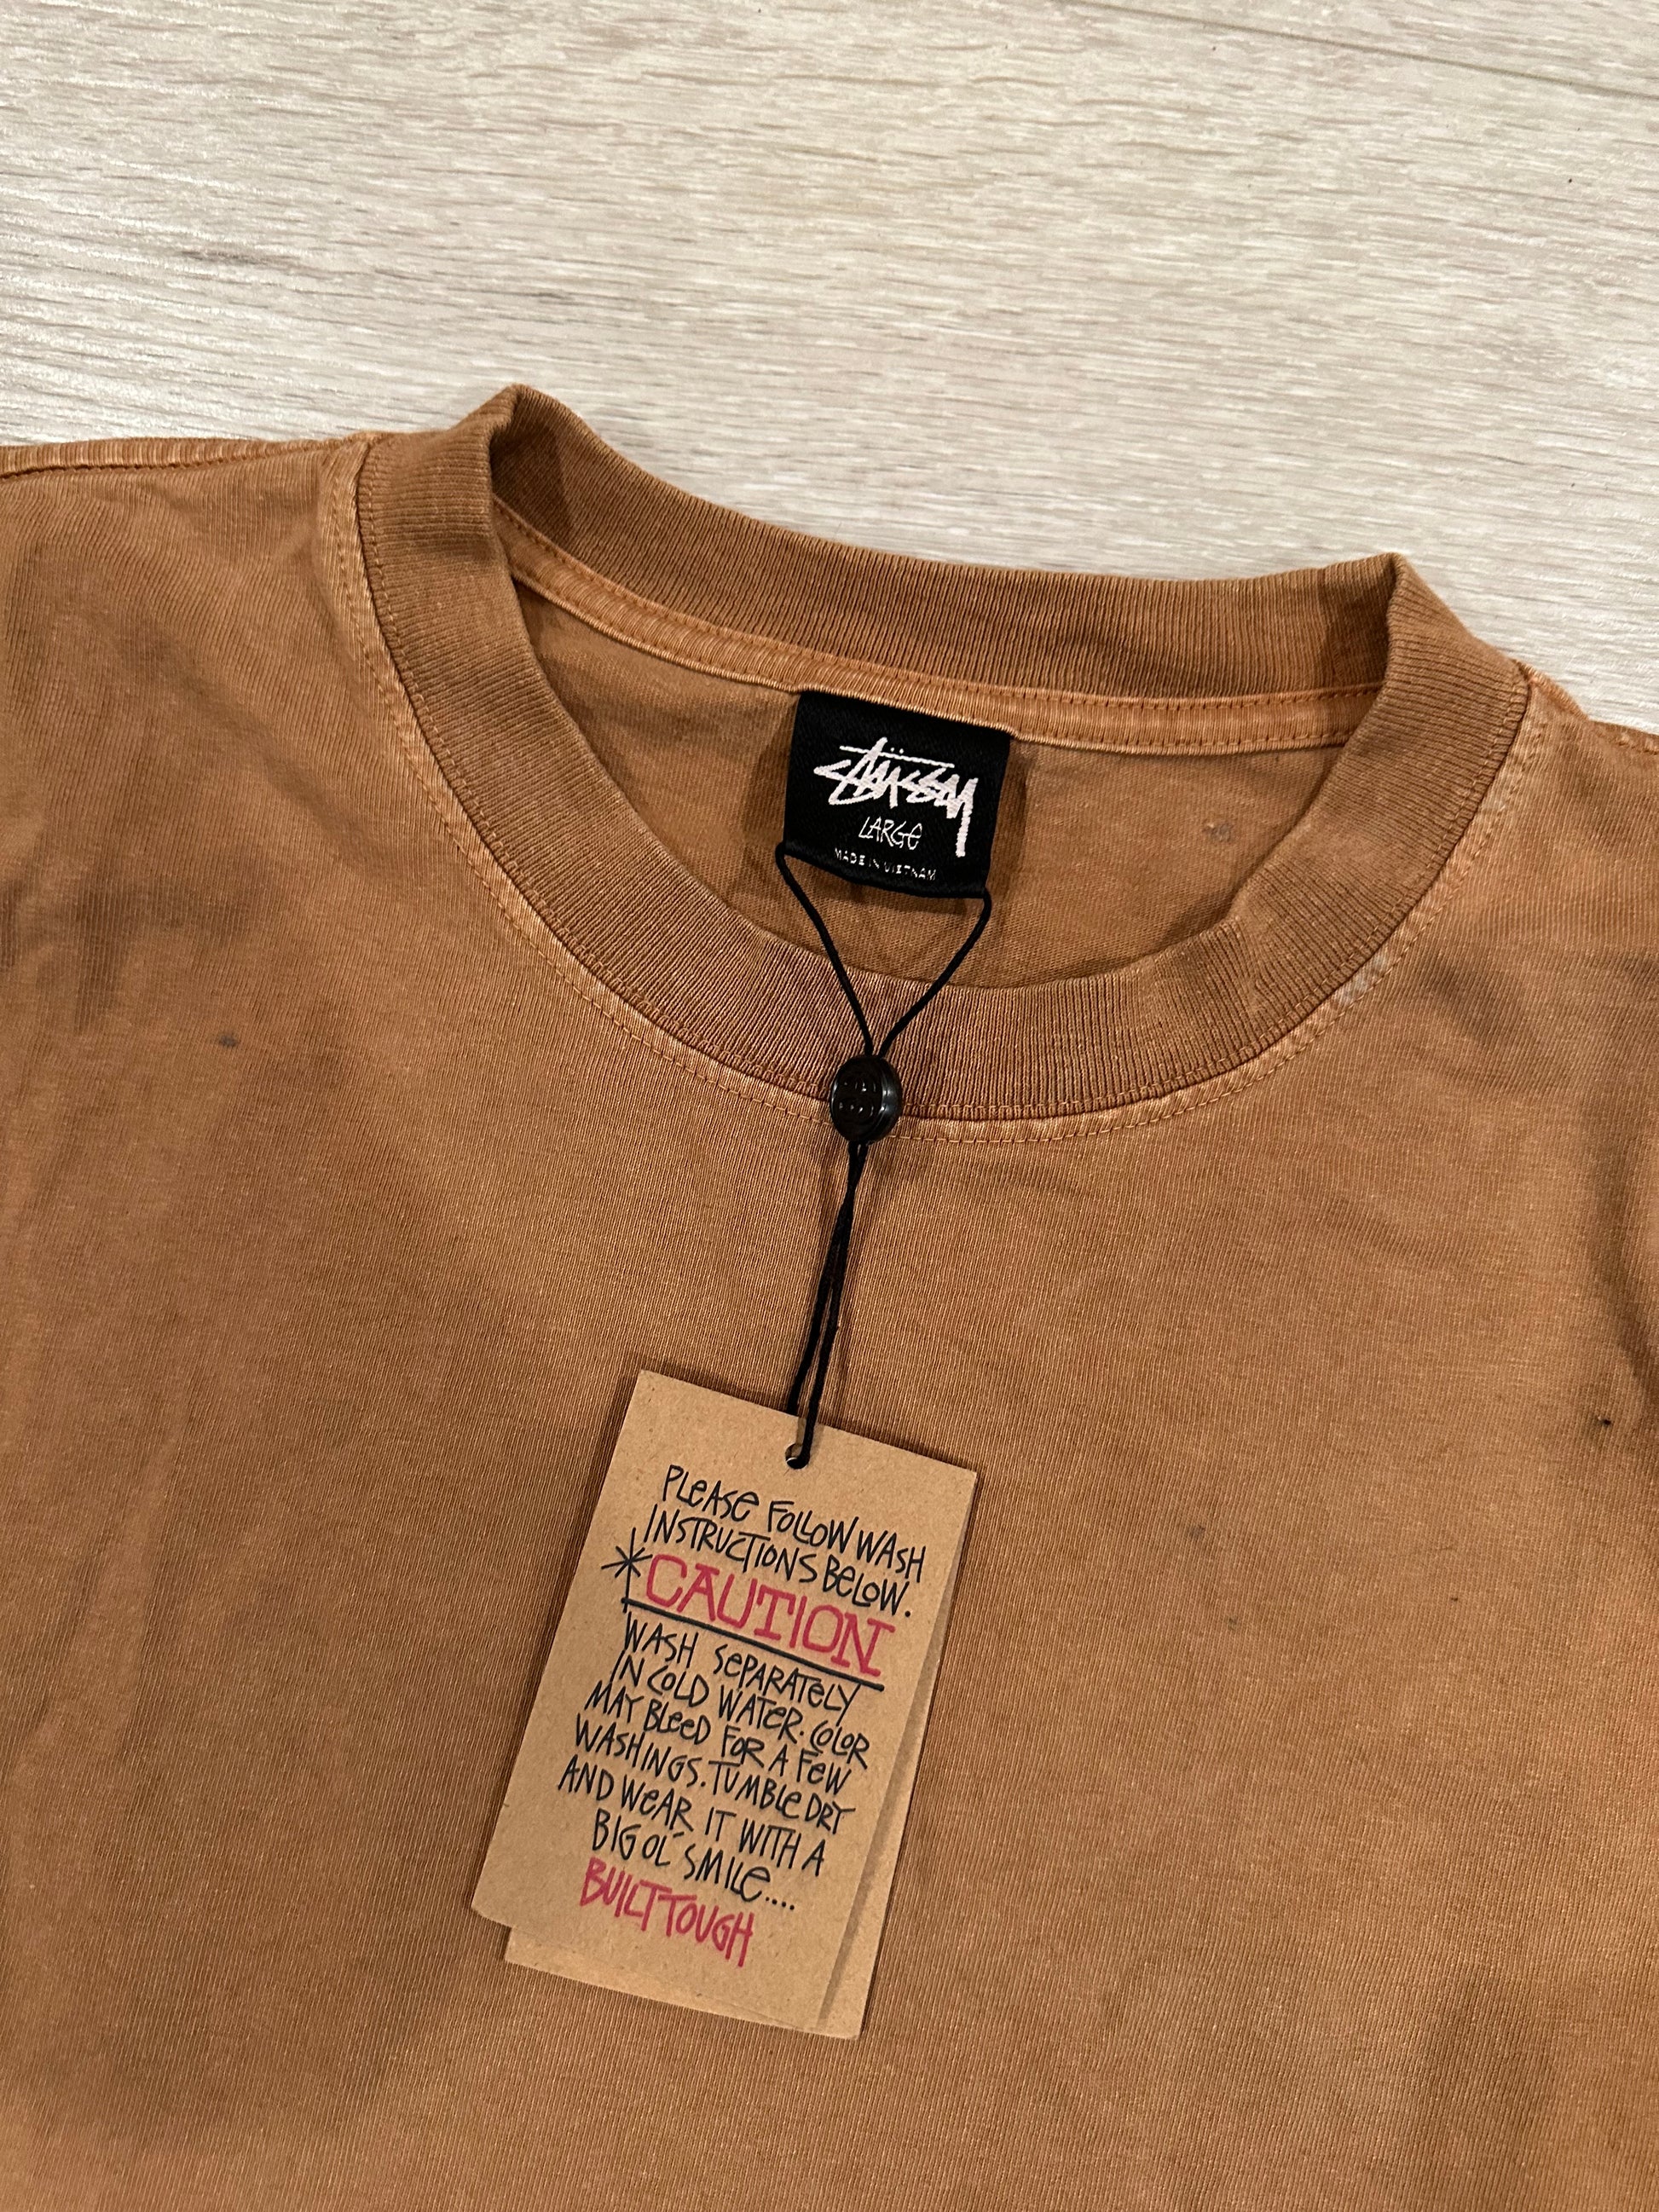 STÜSSY
LARGE
MADE IN VIETNAM
PLEASE FOLLOW WASH
INSTRUCTIONS BELOW.
*CAUTION
WASH SEPARATELY
IN COLD WATER. COLOR
MAY BLEED FOR A FEW
WASHINGS. TUMBLE DRY
AND WEAR IT WITH A
BIG OL' SMILE....
BUILT TOUGH